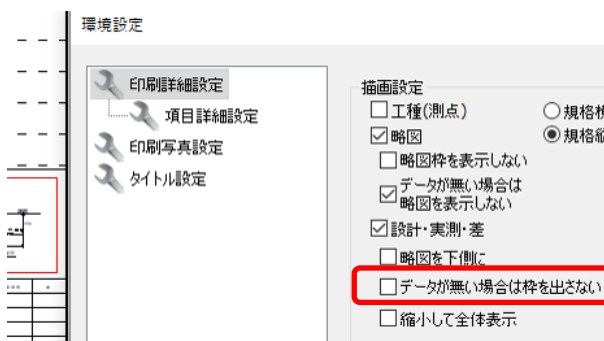 環境設定
印刷詳細設定
項目詳細設定
印刷写真設定
タイトル設定
描画設定
工種(測点)
規格
略図
規格
略図枠を表示しない
データが無い場合は
略図を表示しない
設計・実測・差
略図を下側に
データが無い場合は枠を出さない
縮小して全体表示